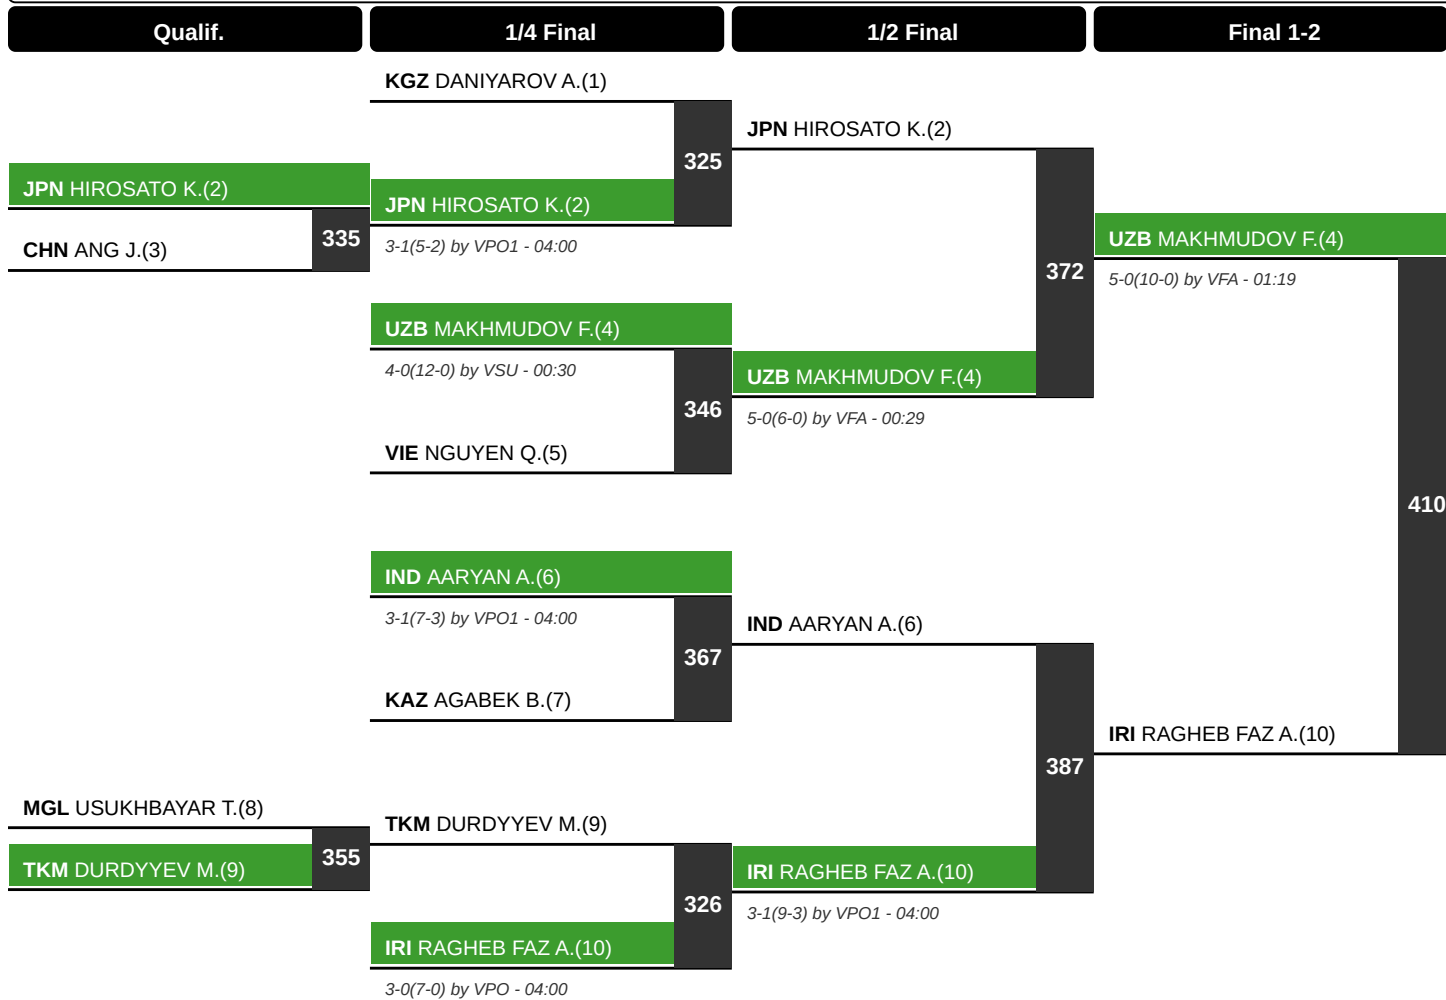 Qualif.
1/4 Final
1/2 Final
Final 1-2
JPN HIROSATO K.(2)
CHN ANG J.(3)
335
MGL USUKHBAYAR T.(8)
TKM DURDYYEV M.(9)
355
KGZ DANIYAROV A.(1)
JPN HIROSATO K.(2)
3-1(5-2) by VPO1 - 04:00
325
UZB MAKHMUDOV F.(4)
4-0(12-0) by VSU - 00:30
VIE NGUYEN Q.(5)
346
IND AARYAN A.(6)
3-1(7-3) by VPO1 - 04:00
KAZ AGABEK B.(7)
367
TKM DURDYYEV M.(9)
IRI RAGHEB FAZ A.(10)
3-0(7-0) by VPO - 04:00
326
JPN HIROSATO K.(2)
UZB MAKHMUDOV F.(4)
5-0(6-0) by VFA - 00:29
372
IND AARYAN A.(6)
IRI RAGHEB FAZ A.(10)
3-1(9-3) by VPO1 - 04:00
387
UZB MAKHMUDOV F.(4)
5-0(10-0) by VFA - 01:19
IRI RAGHEB FAZ A.(10)
410